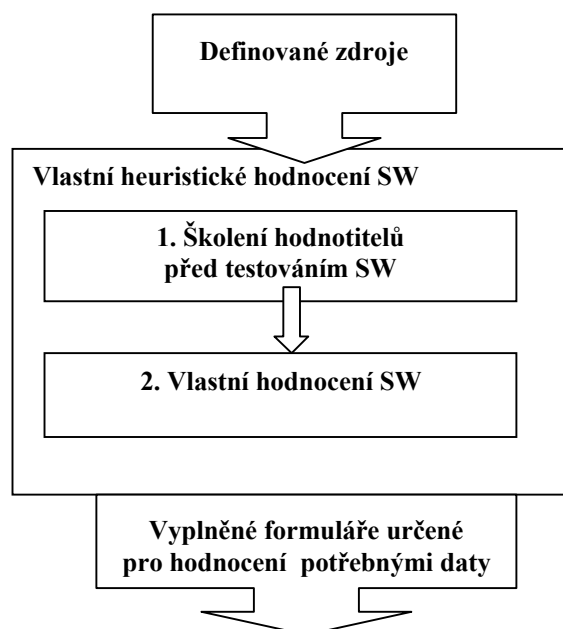 Definované zdroje
Vlastní heuristické hodnocení SW
1. Školení hodnotitelů
před testováním SW
2. Vlastní hodnocení SW
Vyplněné formuláře určené
pro hodnocení potřebnými daty